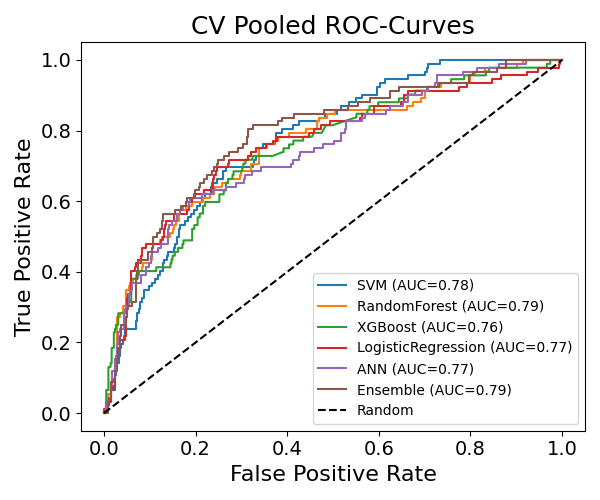 CV Pooled ROC-Curves
True Positive Rate
1.0
0.8
0.6
0.4
0.2
0.0
SVM (AUC=0.78)
RandomForest (AUC=0.79)
XGBoost (AUC=0.76)
LogisticRegression (AUC=0.77)
ANN (AUC=0.77)
Ensemble (AUC=0.79)
Random
0.0 0.2 0.4 0.6 0.8 1.0
False Positive Rate